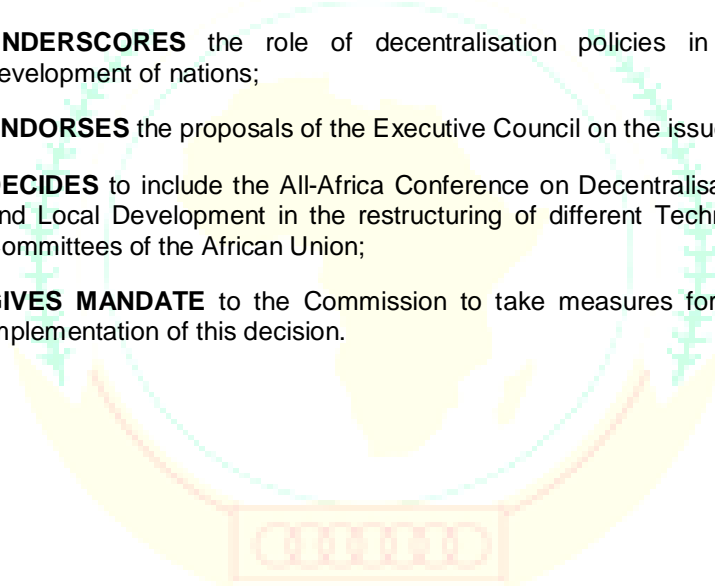 NDERSCORES the role of decentralisation policies in
evelopment of nations;
NDORSES the proposals of the Executive Council on the issu
DECIDES to include the All-Africa Conference on Decentralisa
nd Local Development in the restructuring of different Techn
ommittees of the African Union;
GIVES MANDATE to the Commission to take measures for
mplementation of this decision.